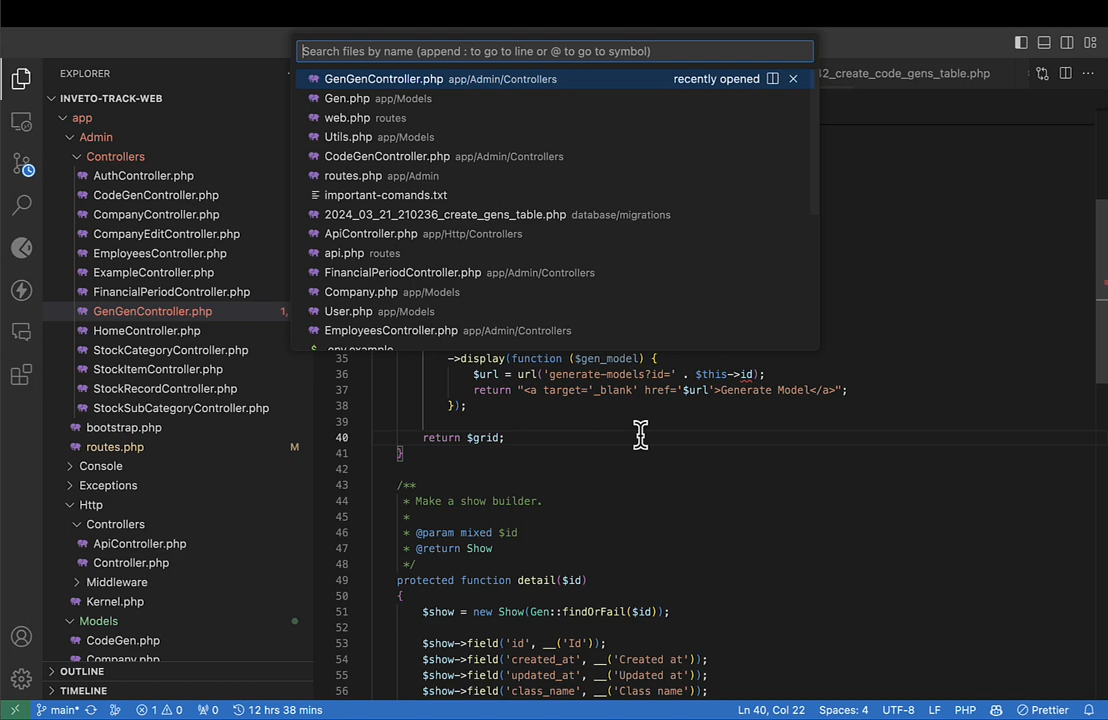 Search files by name (append : to go to line or @ to go to symbol)
GenGenController.php app/Admin/Controllers recently opened
Gen.php app/Models
web.php routes
Utils.php app/Models
CodeGenController.php app/Admin/Controllers
routes.php app/Admin
important-comands.txt
2024_03_21_210236_create_gens_table.php database/migrations
ApiController.php app/Http/Controllers
api.php routes
FinancialPeriodController.php app/Admin/Controllers
Company.php app/Models
User.php app/Models
EmployeesController.php app/Admin/Controllers
.env.example
2_create_code_gens_table.php
EXPLORER
INVETO-TRACK-WEB
app
Admin
Controllers
AuthController.php
CodeGenController.php
CompanyController.php
CompanyEditController.php
EmployeesController.php
ExampleController.php
FinancialPeriodController.php
GenGenController.php 1,
HomeController.php
StockCategoryController.php
StockItemController.php
StockRecordController.php
StockSubCategoryController.php
bootstrap.php
routes.php M
Console
Exceptions
Http
Controllers
ApiController.php
Controller.php
Middleware
Kernel.php
Models
CodeGen.php
Company.php
OUTLINE
TIMELINE
35 ->display(function ($gen_model) {
36 $url = url('generate-models?id=' . $this->id);
37 return "<a target='_blank' href='$url'>Generate Model</a>";
38 });
39
40 return $grid;
41 }
42
43 /**
44 * Make a show builder.
45 *
46 * @param mixed $id
47 * @return Show
48 */
49 protected function detail($id)
50 {
51 $show = new Show(Gen::findOrFail($id));
52
53 $show->field('id', __('Id'));
54 $show->field('created_at', __('Created at'));
55 $show->field('updated_at', __('Updated at'));
56 $show->field('class_name', __('Class name'));
main* 1 0 0 12 hrs 38 mins Ln 40, Col 22 Spaces: 4 UTF-8 LF PHP Prettier